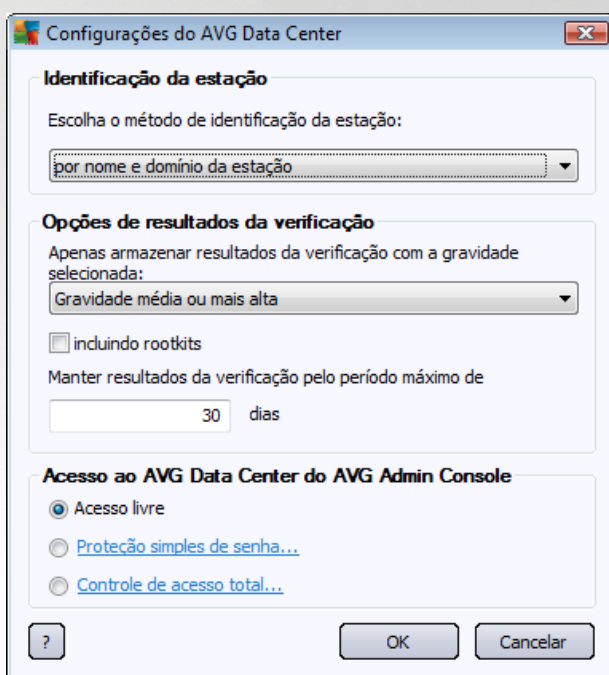 Configurações do AVG Data Center
Identificação da estação
Escolha o método de identificação da estação:
por nome e domínio da estação
Opções de resultados da verificação
Apenas armazenar resultados da verificação com a gravidade
selecionada:
Gravidade média ou mais alta
incluindo rootkits
Manter resultados da verificação pelo período máximo de
30 dias
Acesso ao AVG Data Center do AVG Admin Console
Acesso livre
Proteção simples de senha...
Controle de acesso total...
? OK Cancelar